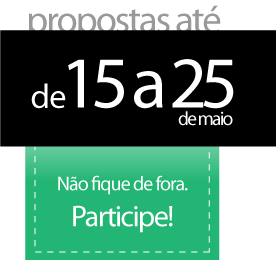 propostas até
de 15 a 25
de maio
Não fique de fora.
Participe!